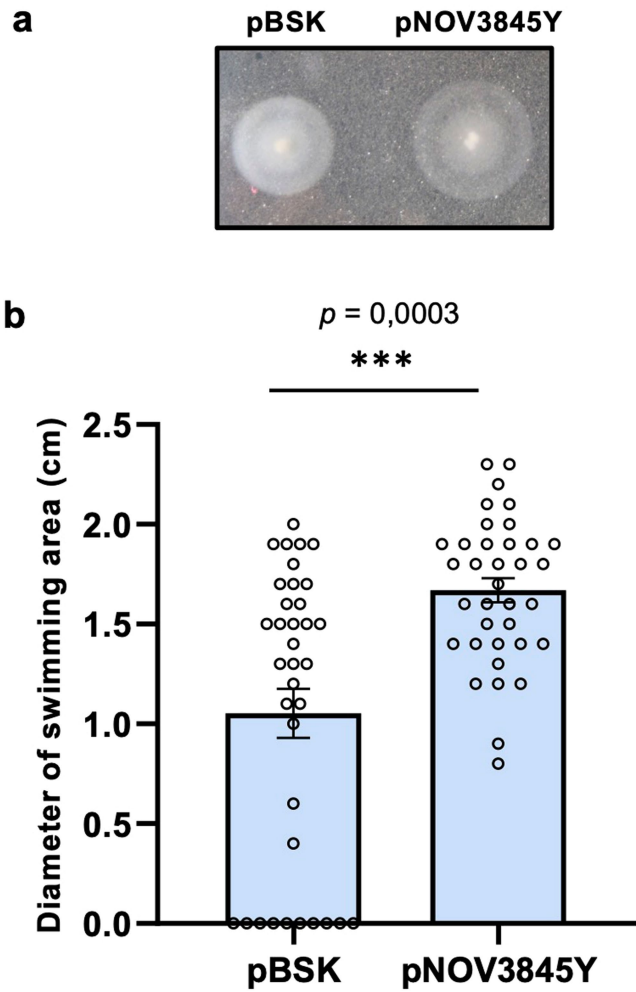 a
pBSK pNOV3845Y
b
p = 0,0003
***
Diameter of swimming area (cm)
2.5
2.0
1.5
1.0
0.5
0.0
pBSK pNOV3845Y